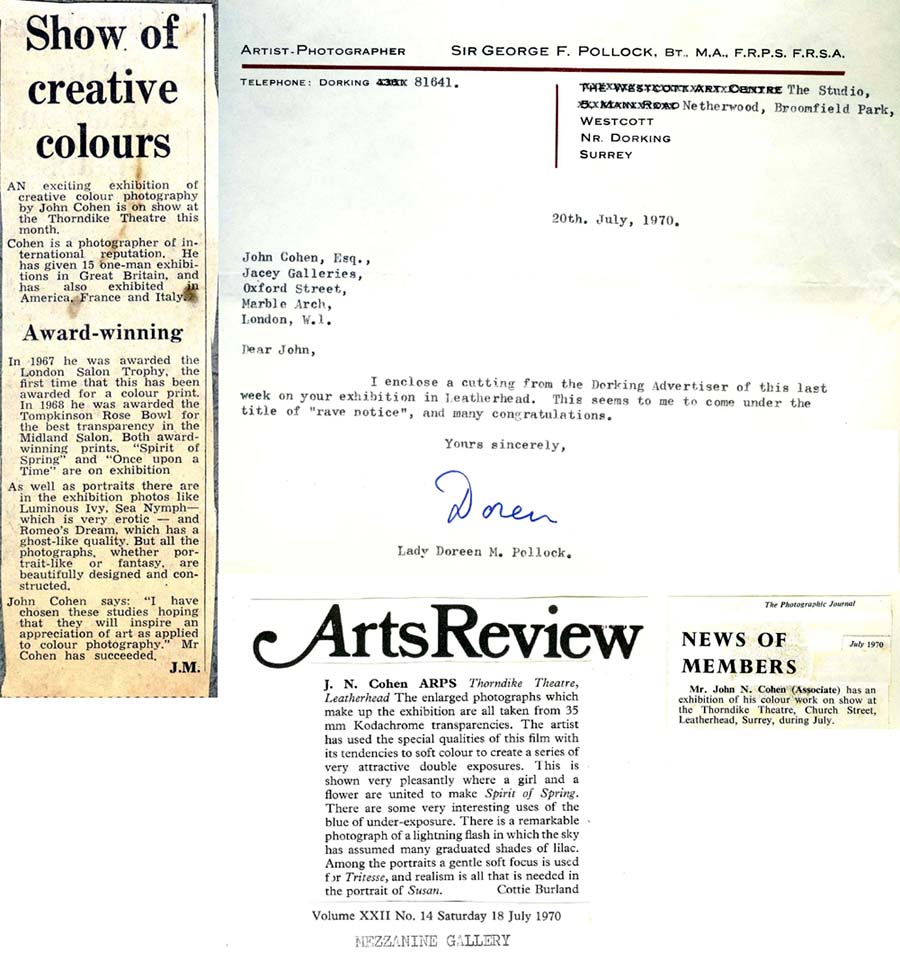 Show of
creative
colours
AN exciting exhibition of
creative colour photography
by John Cohen is on show at
the Thorndike Theatre this
month.
Cohen is a photographer of in-
ternational reputation. He
has given 15 one-man exhibi-
tions in Great Britain, and
has also exhibited in
America, France and Italy.
Award-winning
In 1967 he was awarded the
London Salon Trophy, the
first time that this has been
awarded for a colour print.
In 1968 he was awarded the
Tompkinson Rose Bowl for
the best transparency in the
Midland Salon. Both award-
winning prints, "Spirit of
Spring" and "Once upon a
Time" are on exhibition
As well as portraits there are
in the exhibition photos like
Luminous Ivy, Sea Nymph—
which is very erotic — and
Romeo's Dream, which has a
ghost-like quality. But all the
photographs, whether por-
trait-like or fantasy, are
beautifully designed and con-
structed.
John Cohen says: "I have
chosen these studies hoping
that they will inspire an
appreciation of art as applied
to colour photography." Mr
Cohen has succeeded.
J.M.
ARTIST-PHOTOGRAPHER SIR GEORGE F. POLLOCK, BT., M.A., F.R.P.S. F.R.S.A.
TELEPHONE: DORKING 81641.
THE WESTCOTT ART CENTRE The Studio,
Netherwood, Broomfield Park,
WESTCOTT
NR. DORKING
SURREY
20th. July, 1970.
John Cohen, Esq.,
Jacey Galleries,
Oxford Street,
Marble Arch,
London, W.1.
Dear John,
I enclose a cutting from the Dorking Advertiser of this last
week on your exhibition in Leatherhead. This seems to me to come under the
title of "rave notice", and many congratulations.
Yours sincerely,
Doreen
Lady Doreen M. Pollock.
ArtsReview
J. N. Cohen ARPS Thorndike Theatre,
Leatherhead The enlarged photographs which
make up the exhibition are all taken from 35
mm Kodachrome transparencies. The artist
has used the special qualities of this film with
its tendencies to soft colour to create a series of
very attractive double exposures. This is
shown very pleasantly where a girl and a
flower are united to make Spirit of Spring.
There are some very interesting uses of the
blue of under-exposure. There is a remarkable
photograph of a lightning flash in which the sky
has assumed many graduated shades of lilac.
Among the portraits a gentle soft focus is used
for Tritesse, and realism is all that is needed in
the portrait of Susan. Cottie Burland
Volume XXII No. 14 Saturday 18 July 1970
MEZZANINE GALLERY
The Photographic Journal
NEWS OF
MEMBERS
July 1970
Mr. John N. Cohen (Associate) has an
exhibition of his colour work on show at
the Thorndike Theatre, Church Street,
Leatherhead, Surrey, during July.